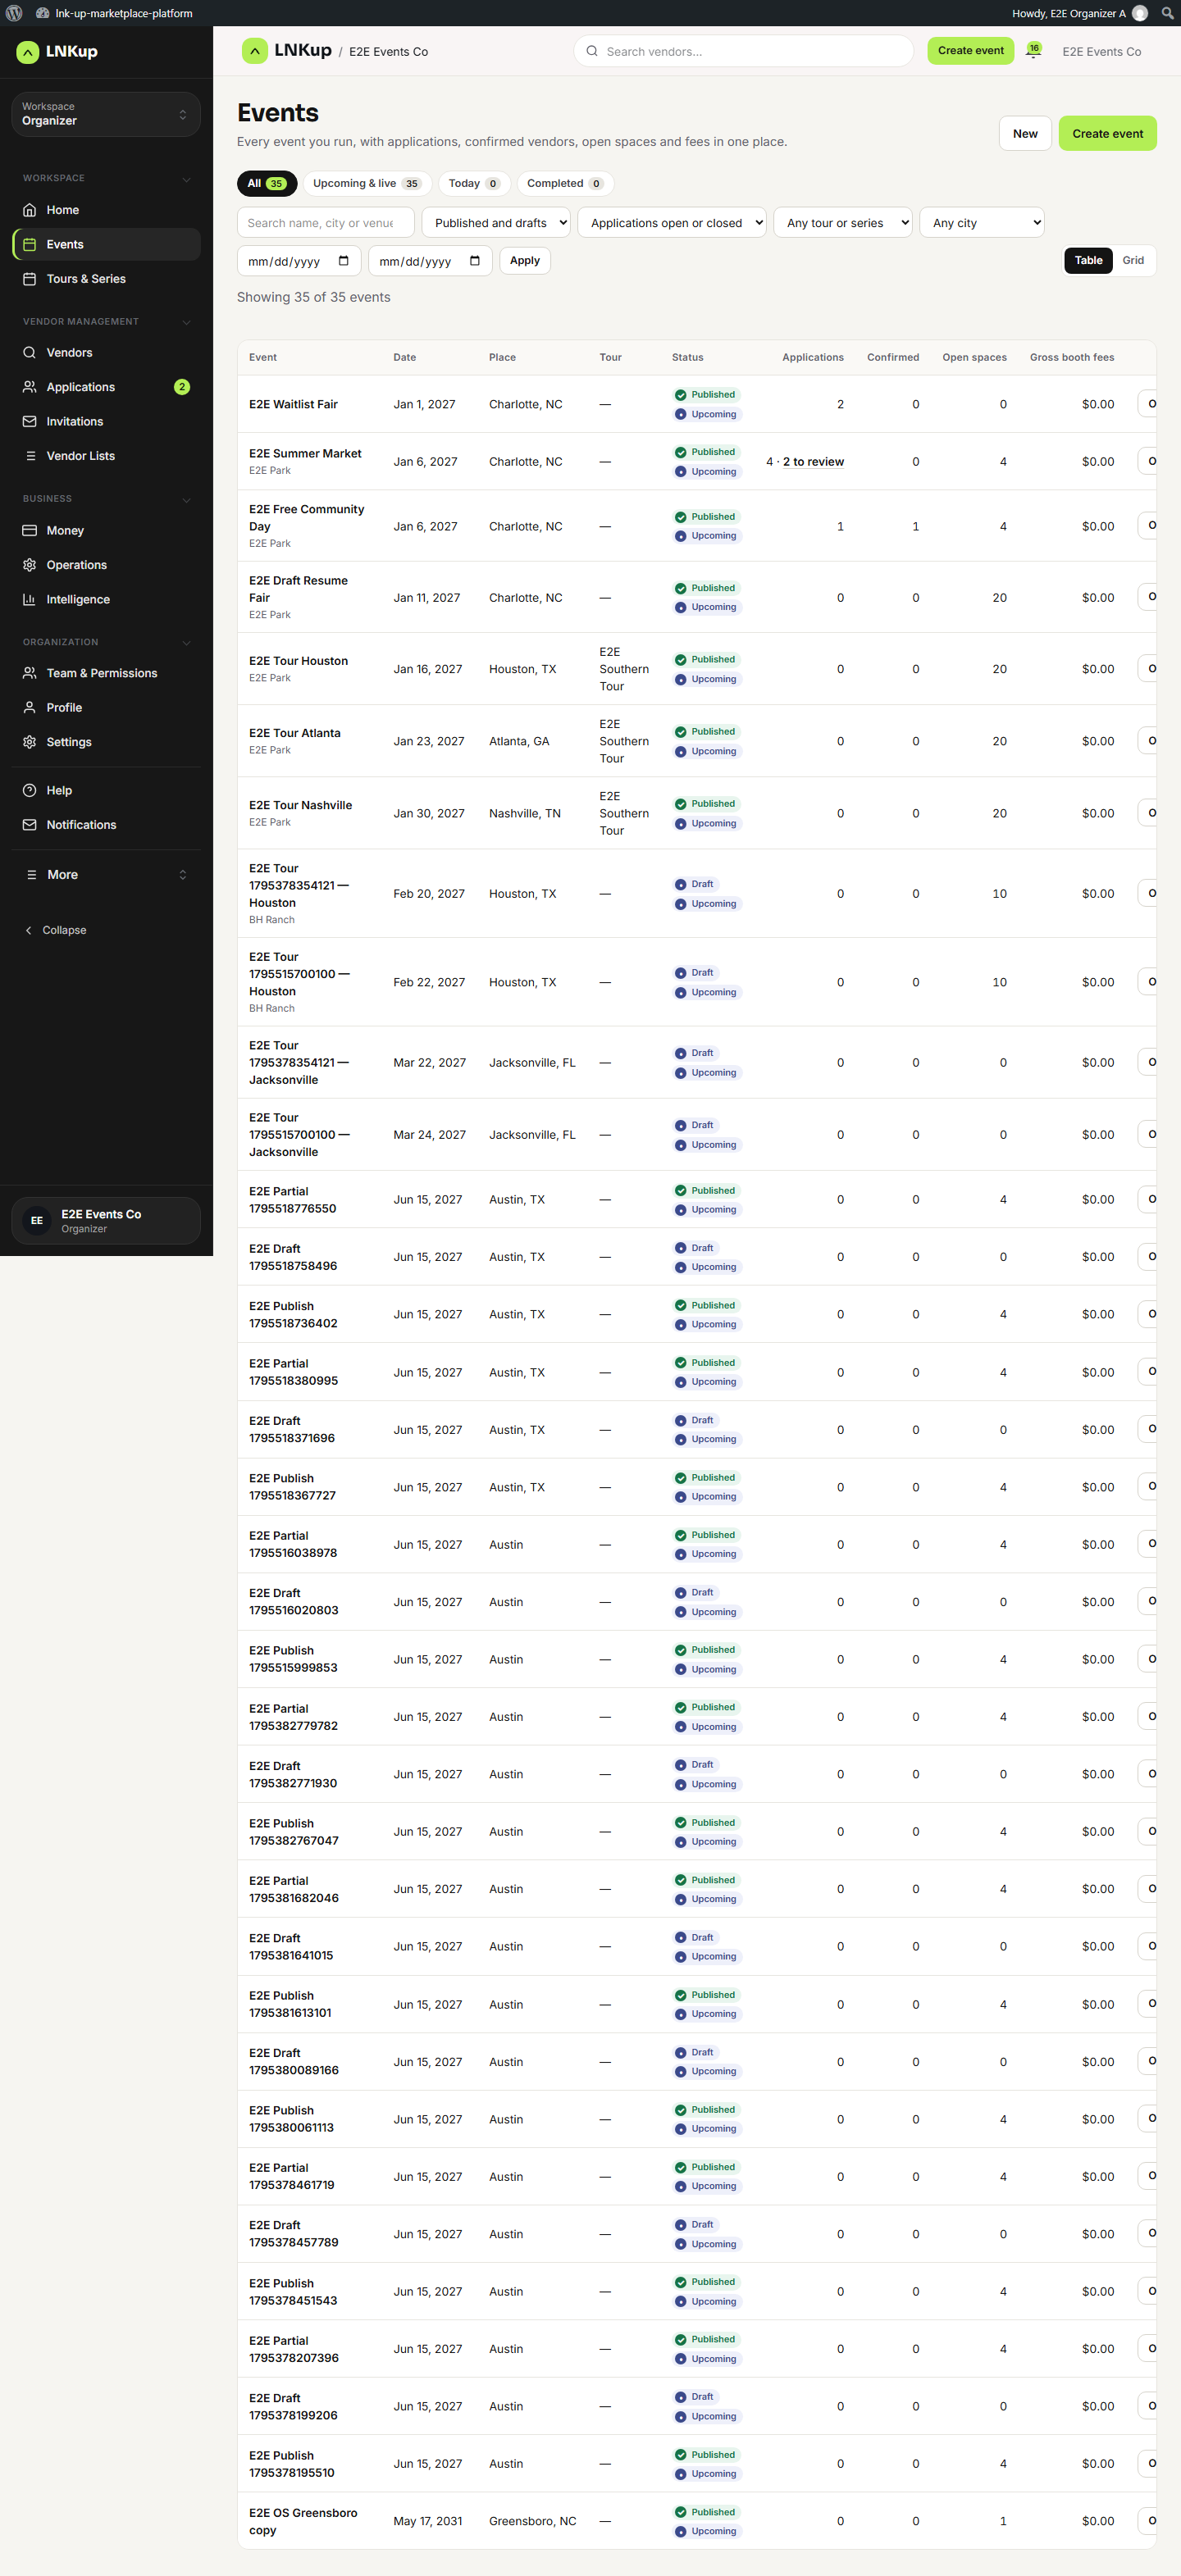 lnk-up-marketplace-platform
Howdy, E2E Organizer A
LNKup
LNKup / E2E Events Co
Search vendors...
Create event
16
E2E Events Co
Workspace
Organizer
WORKSPACE
Home
Events
Tours & Series
VENDOR MANAGEMENT
Vendors
Applications 2
Invitations
Vendor Lists
BUSINESS
Money
Operations
Intelligence
ORGANIZATION
Team & Permissions
Profile
Settings
Help
Notifications
More
Collapse
EE
E2E Events Co
Organizer
Events
Every event you run, with applications, confirmed vendors, open spaces and fees in one place.
New
Create event
All 35 Upcoming & live 35 Today 0 Completed 0
Search name, city or venue Published and drafts Applications open or closed Any tour or series Any city
mm/dd/yyyy mm/dd/yyyy Apply
Table Grid
Showing 35 of 35 events
Event Date Place Tour Status Applications Confirmed Open spaces Gross booth fees
E2E Waitlist Fair Jan 1, 2027 Charlotte, NC — Published Upcoming 2 0 0 $0.00 O
E2E Summer Market E2E Park Jan 6, 2027 Charlotte, NC — Published Upcoming 4 · 2 to review 0 4 $0.00 O
E2E Free Community Day E2E Park Jan 6, 2027 Charlotte, NC — Published Upcoming 1 1 4 $0.00 O
E2E Draft Resume Fair E2E Park Jan 11, 2027 Charlotte, NC — Published Upcoming 0 0 20 $0.00 O
E2E Tour Houston E2E Park Jan 16, 2027 Houston, TX E2E Southern Tour Published Upcoming 0 0 20 $0.00 O
E2E Tour Atlanta E2E Park Jan 23, 2027 Atlanta, GA E2E Southern Tour Published Upcoming 0 0 20 $0.00 O
E2E Tour Nashville E2E Park Jan 30, 2027 Nashville, TN E2E Southern Tour Published Upcoming 0 0 20 $0.00 O
E2E Tour 1795378354121 — Houston BH Ranch Feb 20, 2027 Houston, TX — Draft Upcoming 0 0 10 $0.00 O
E2E Tour 1795515700100 — Houston BH Ranch Feb 22, 2027 Houston, TX — Draft Upcoming 0 0 10 $0.00 O
E2E Tour 1795378354121 — Jacksonville Mar 22, 2027 Jacksonville, FL — Draft Upcoming 0 0 0 $0.00 O
E2E Tour 1795515700100 — Jacksonville Mar 24, 2027 Jacksonville, FL — Draft Upcoming 0 0 0 $0.00 O
E2E Partial 1795518776550 Jun 15, 2027 Austin, TX — Published Upcoming 0 0 4 $0.00 O
E2E Draft 1795518758496 Jun 15, 2027 Austin, TX — Draft Upcoming 0 0 0 $0.00 O
E2E Publish 1795518736402 Jun 15, 2027 Austin, TX — Published Upcoming 0 0 4 $0.00 O
E2E Partial 1795518380995 Jun 15, 2027 Austin, TX — Published Upcoming 0 0 4 $0.00 O
E2E Draft 1795518371696 Jun 15, 2027 Austin, TX — Draft Upcoming 0 0 0 $0.00 O
E2E Publish 1795518367727 Jun 15, 2027 Austin, TX — Published Upcoming 0 0 4 $0.00 O
E2E Partial 1795516038978 Jun 15, 2027 Austin — Published Upcoming 0 0 4 $0.00 O
E2E Draft 1795516020803 Jun 15, 2027 Austin — Draft Upcoming 0 0 0 $0.00 O
E2E Publish 1795515999853 Jun 15, 2027 Austin — Published Upcoming 0 0 4 $0.00 O
E2E Partial 1795382779782 Jun 15, 2027 Austin — Published Upcoming 0 0 4 $0.00 O
E2E Draft 1795382771930 Jun 15, 2027 Austin — Draft Upcoming 0 0 0 $0.00 O
E2E Publish 1795382767047 Jun 15, 2027 Austin — Published Upcoming 0 0 4 $0.00 O
E2E Partial 1795381682046 Jun 15, 2027 Austin — Published Upcoming 0 0 4 $0.00 O
E2E Draft 1795381641015 Jun 15, 2027 Austin — Draft Upcoming 0 0 0 $0.00 O
E2E Publish 1795381613101 Jun 15, 2027 Austin — Published Upcoming 0 0 4 $0.00 O
E2E Draft 1795380089166 Jun 15, 2027 Austin — Draft Upcoming 0 0 0 $0.00 O
E2E Publish 1795380061113 Jun 15, 2027 Austin — Published Upcoming 0 0 4 $0.00 O
E2E Partial 1795378461719 Jun 15, 2027 Austin — Published Upcoming 0 0 4 $0.00 O
E2E Draft 1795378457789 Jun 15, 2027 Austin — Draft Upcoming 0 0 0 $0.00 O
E2E Publish 1795378451543 Jun 15, 2027 Austin — Published Upcoming 0 0 4 $0.00 O
E2E Partial 1795378207396 Jun 15, 2027 Austin — Published Upcoming 0 0 4 $0.00 O
E2E Draft 1795378199206 Jun 15, 2027 Austin — Draft Upcoming 0 0 0 $0.00 O
E2E Publish 1795378195510 Jun 15, 2027 Austin — Published Upcoming 0 0 4 $0.00 O
E2E OS Greensboro copy May 17, 2031 Greensboro, NC — Published Upcoming 0 0 1 $0.00 O